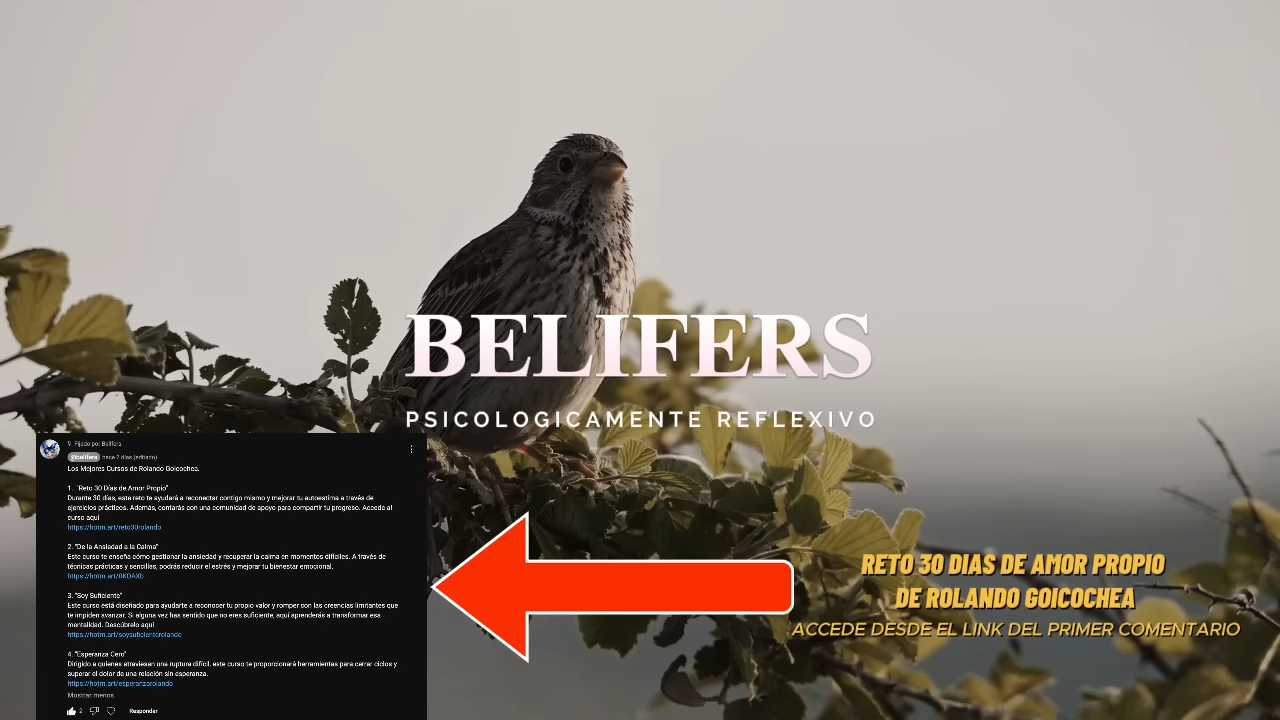 BELIFERS
PSICOLOGICAMENTE REFLEXIVO
Fijado por Belifers
@belifers hace 2 días (editado)
Los Mejores Cursos de Rolando Goicochea.
1. "Reto 30 Días de Amor Propio"
Durante 30 días, este reto te ayudará a reconectar contigo mismo y mejorar tu autoestima a través de
ejercicios prácticos. Además, contarás con una comunidad de apoyo para compartir tu progreso. Accede al
curso aquí
https://hotm.art/reto30rolando
2. "De la Ansiedad a la Calma"
Este curso te enseña cómo gestionar la ansiedad y recuperar la calma en momentos difíciles. A través de
técnicas prácticas y sencillas, podrás reducir el estrés y mejorar tu bienestar emocional.
https://hotm.art/0KOAXb
3. "Soy Suficiente"
Este curso está diseñado para ayudarte a reconocer tu propio valor y romper con las creencias limitantes que
te impiden avanzar. Si alguna vez has sentido que no eres suficiente, aquí aprenderás a transformar esa
mentalidad. Descúbrelo aquí
https://hotm.art/soysuficienterolando
4. "Esperanza Cero"
Dirigido a quienes atraviesan una ruptura difícil, este curso te proporcionará herramientas para cerrar ciclos y
superar el dolor de una relación sin esperanza.
https://hotm.art/esperanzarolando
Mostrar menos
2 Responder
RETO 30 DIAS DE AMOR PROPIO
DE ROLANDO GOICOCHEA
ACCEDE DESDE EL LINK DEL PRIMER COMENTARIO